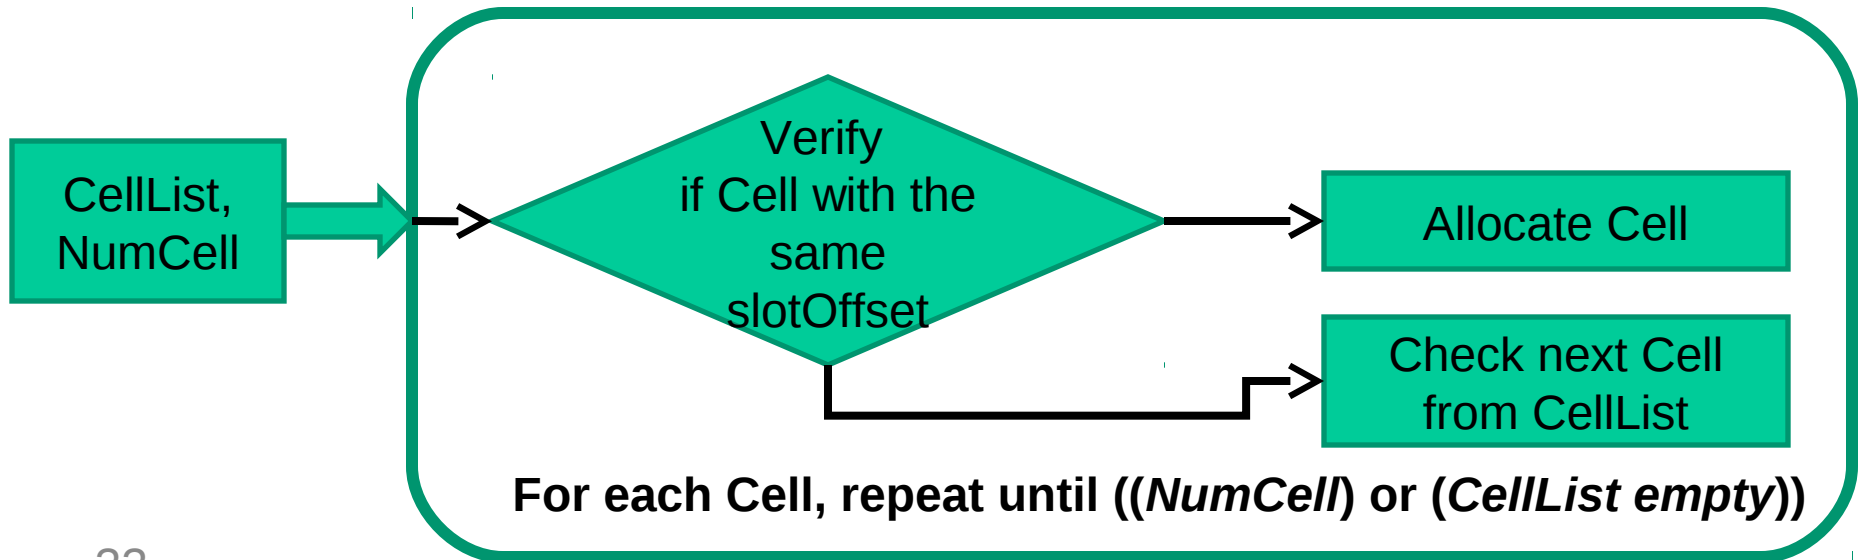 CellList,
NumCell
Verify
if Cell with the
same
slotOffset
Allocate Cell
Check next Cell
from CellList
For each Cell, repeat until ((NumCell) or (CellList empty))